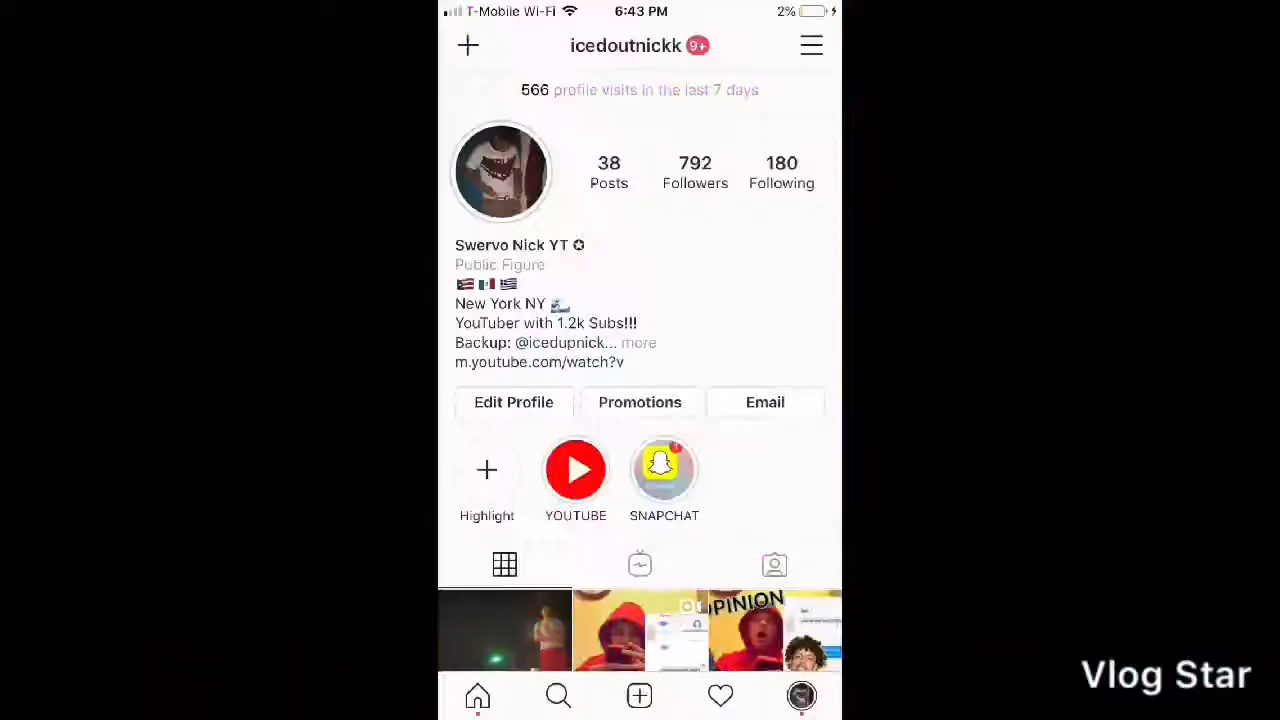 T-Mobile Wi-Fi 6:43 PM 2%
icedoutnickk 9+
566 profile visits in the last 7 days
38 792 180
Posts Followers Following
Swervo Nick YT
Public Figure
New York NY
YouTuber with 1.2k Subs!!!
Backup: @icedupnick... more
m.youtube.com/watch?v
Edit Profile Promotions Email
Highlight YOUTUBE SNAPCHAT
OPINION
Vlog Star